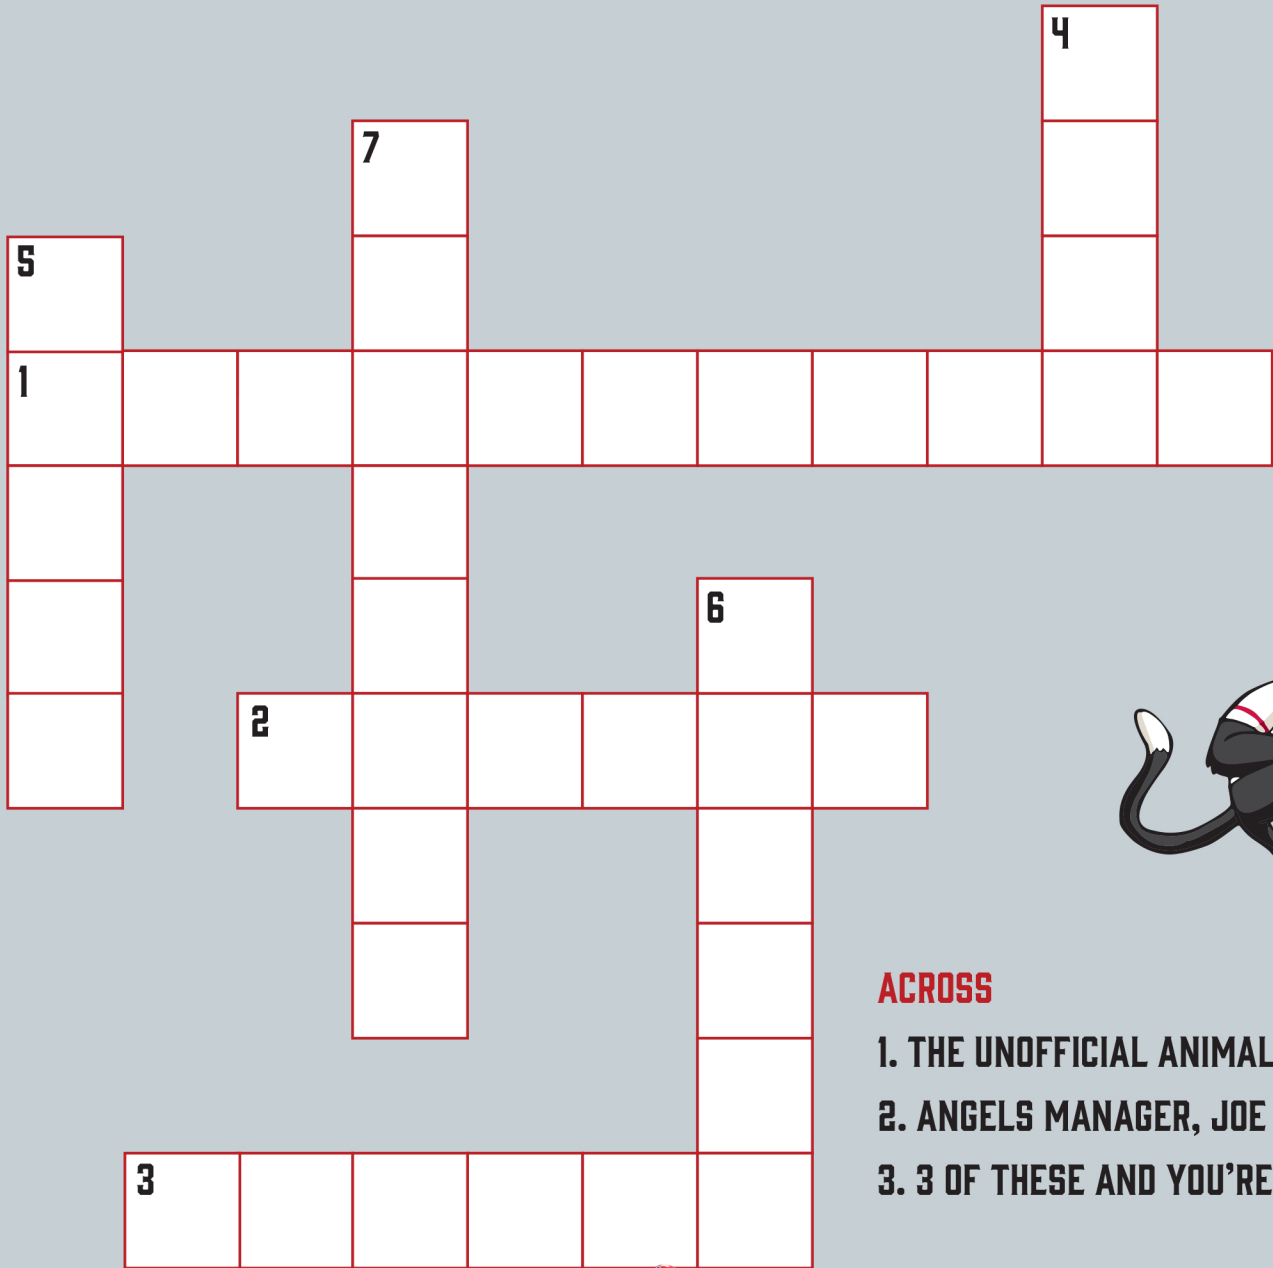 4
7
5
1
6
2
3
ACROSS
1. THE UNOFFICIAL ANIMAL
2. ANGELS MANAGER, JOE
3. 3 OF THESE AND YOU'RE